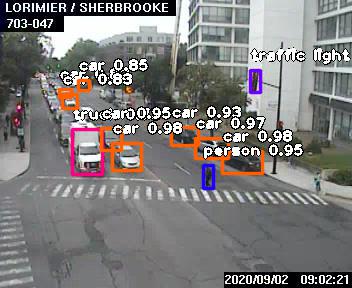 LORIMIER / SHERBROOKE
703-047
traffic light
car 0.85
car 0.83
car 0.95
car 0.93
car 0.97
car 0.98
car 0.98
person 0.95
2020/09/02 09:02:21